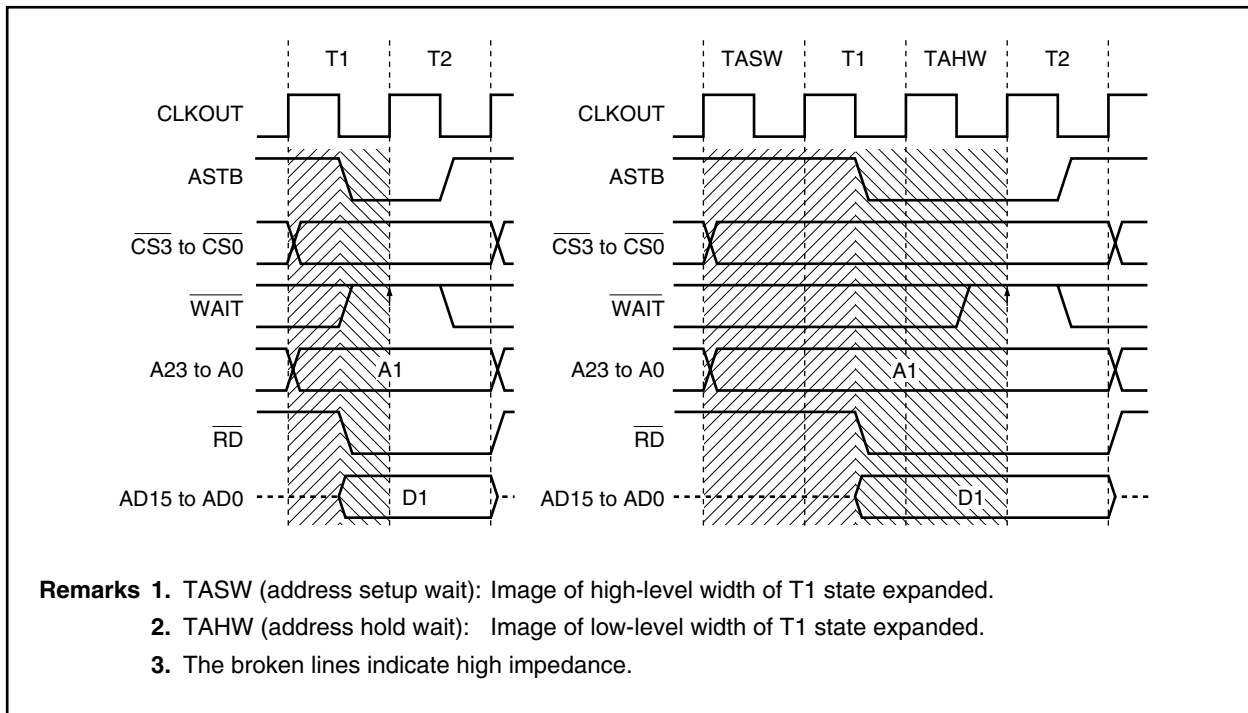 T1 T2 TASW T1 TAHW T2
CLKOUT CLKOUT
ASTB ASTB
CS3 to CS0 CS3 to CS0
WAIT WAIT
A23 to A0 A1 A23 to A0 A1
RD RD
AD15 to AD0 D1 AD15 to AD0 D1
Remarks 1. TASW (address setup wait): Image of high-level width of T1 state expanded.
2. TAHW (address hold wait): Image of low-level width of T1 state expanded.
3. The broken lines indicate high impedance.